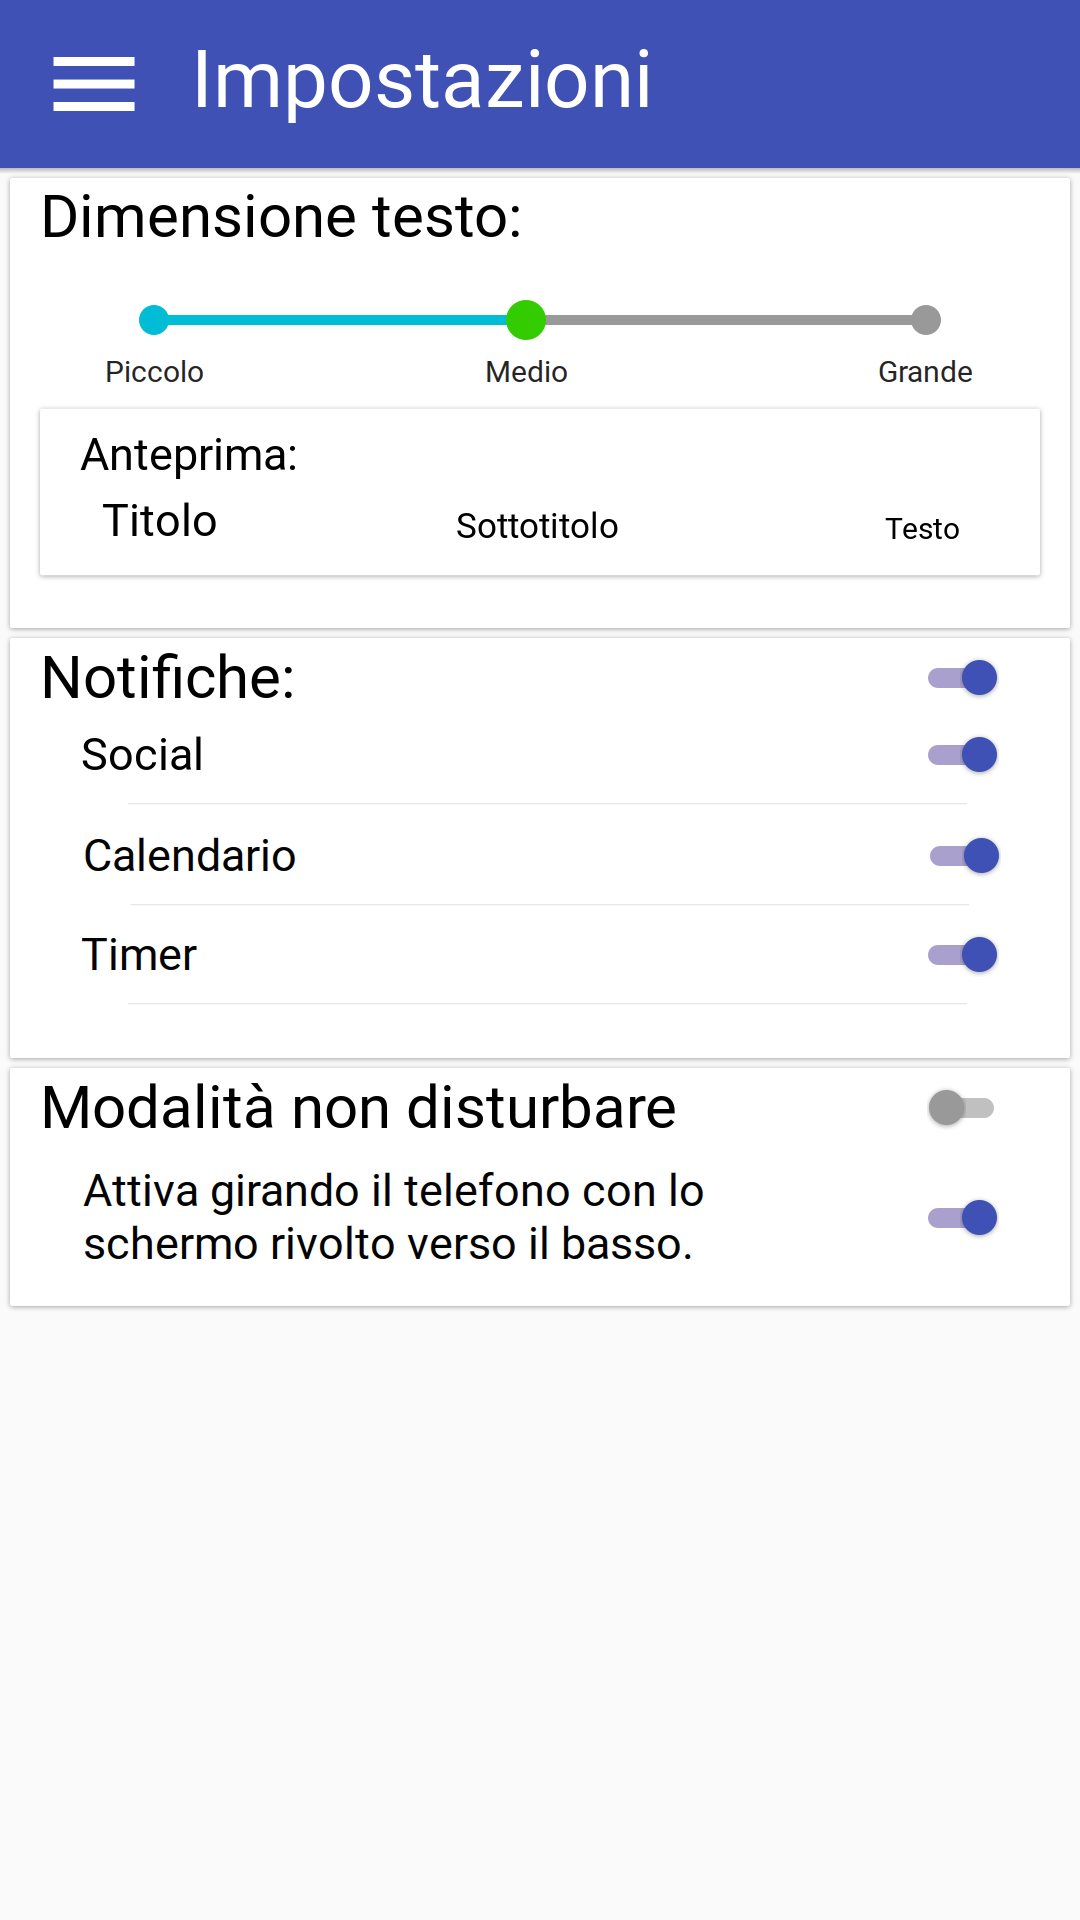 Impostazioni
Dimensione testo:
Piccolo Medio Grande
Anteprima:
Titolo Sottotitolo Testo
Notifiche:
Social
Calendario
Timer
Modalità non disturbare
Attiva girando il telefono con lo
schermo rivolto verso il basso.